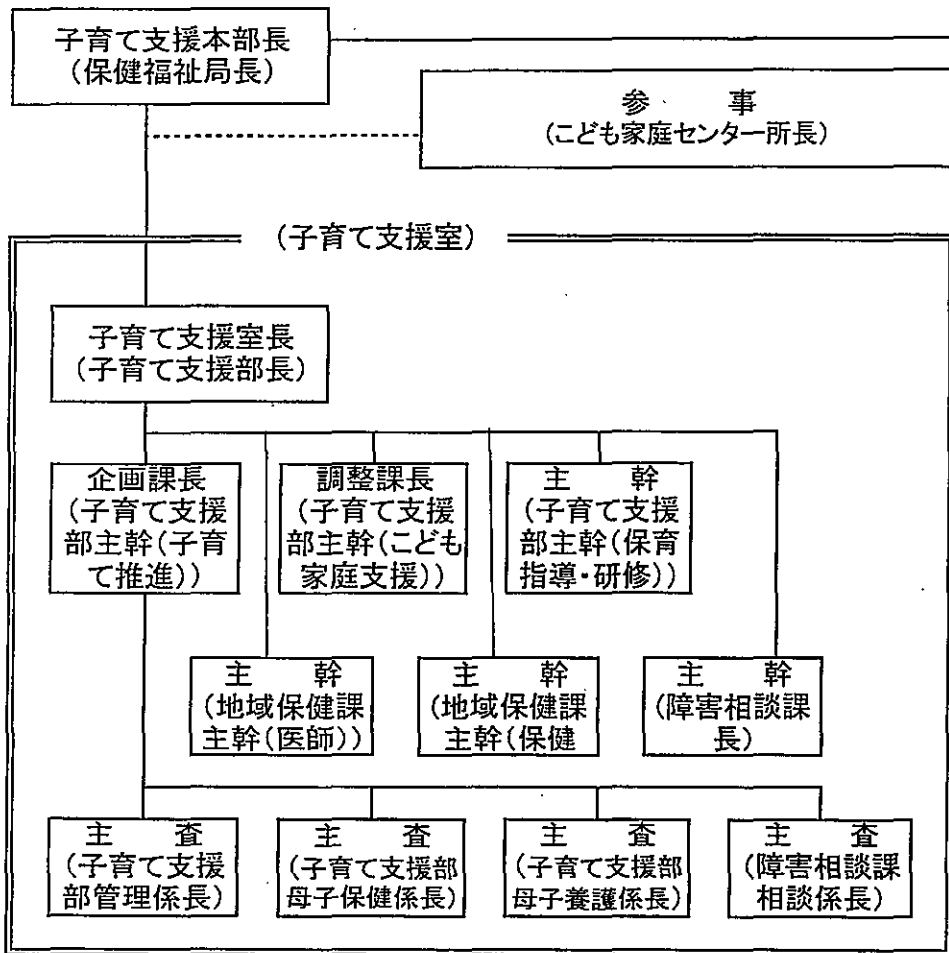 子育て支援本部長
(保健福祉局長)
参　事
(こども家庭センター所長)
(子育て支援室)
子育て支援室長
(子育て支援部長)
企画課長
(子育て支援
部主幹(子育
て推進))
調整課長
(子育て支援
部主幹(こども
家庭支援))
主　幹
(子育て支援
部主幹(保育
指導・研修))
主　幹
(地域保健課
主幹(医師))
主　幹
(地域保健課
主幹(保健
主　幹
(障害相談課
長)
主　査
(子育て支援
部管理係長)
主　査
(子育て支援部
母子保健係長)
主　査
(子育て支援部
母子養護係長)
主　査
(障害相談課
相談係長)